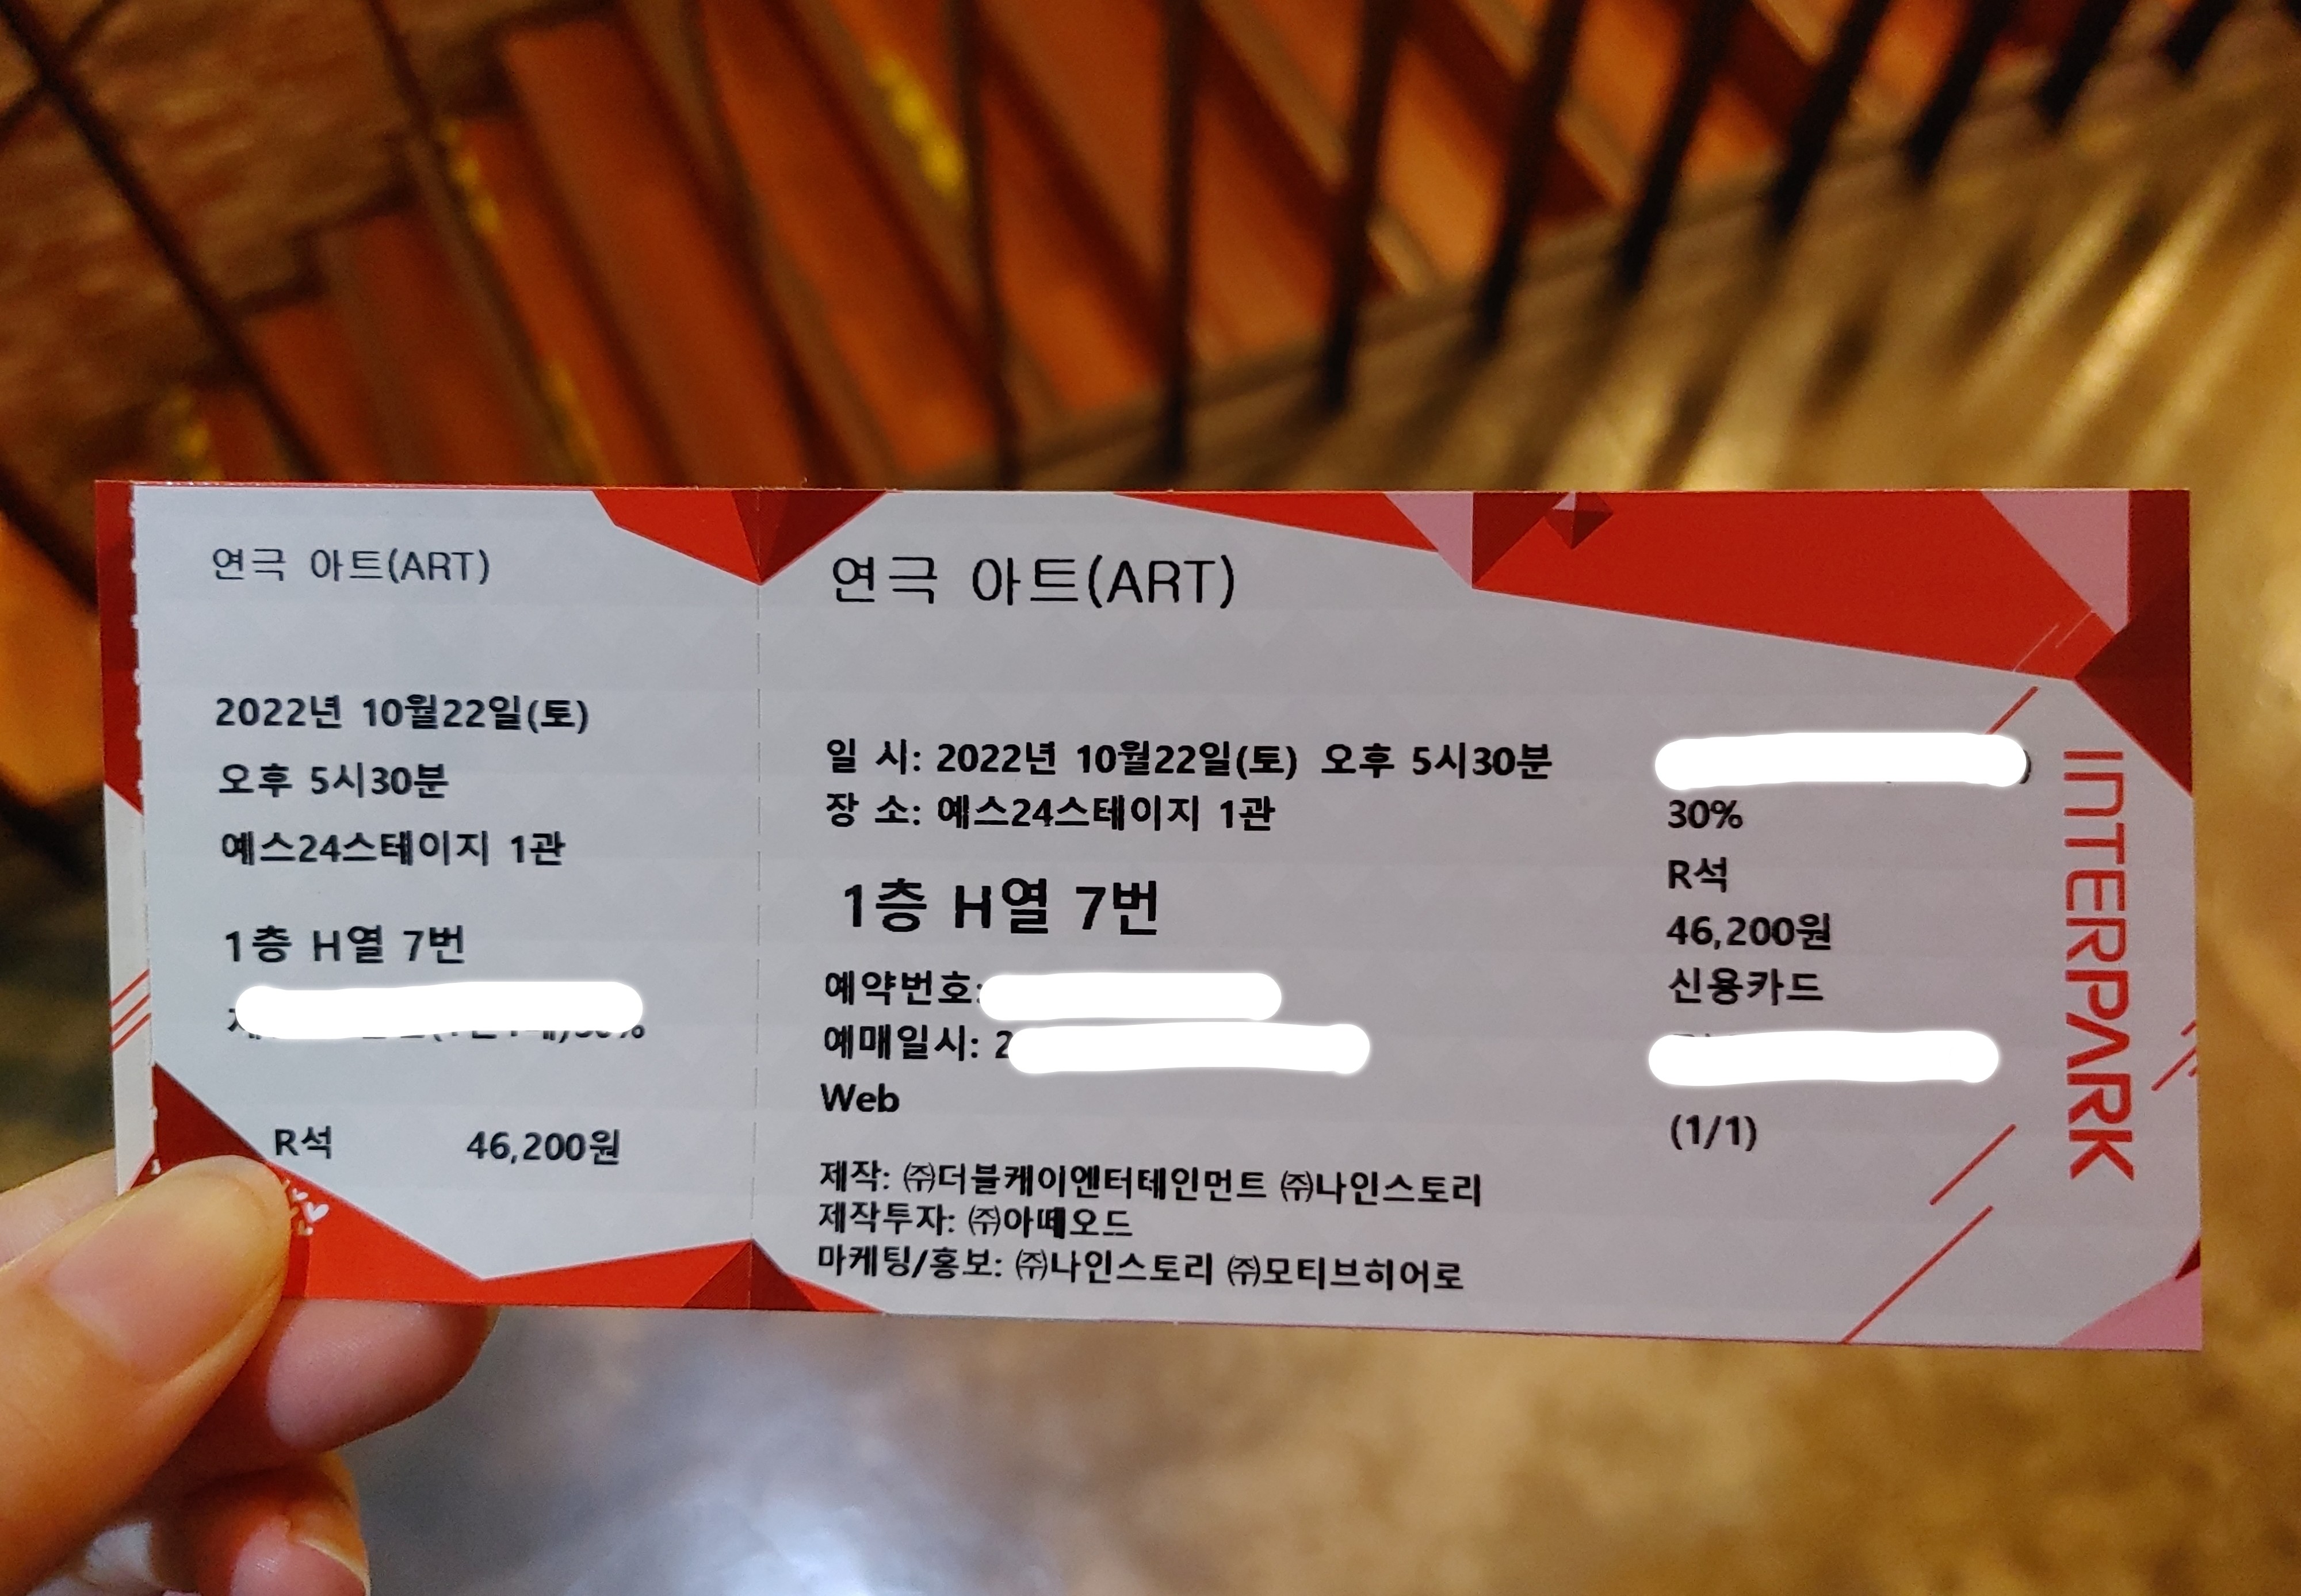 연극 아트(ART)
2022년 10월22일(토)
오후 5시30분
예스24스테이지 1관
1층 H열 7번
R석 46,200원
연극 아트(ART)
일 시: 2022년 10월22일(토) 오후 5시30분
장 소: 예스24스테이지 1관
1층 H열 7번
예약번호:
예매일시: 2
Web
제작: ㈜더블케이엔터테인먼트 ㈜나인스토리
제작투자: ㈜아떼오드
마케팅/홍보: ㈜나인스토리 ㈜모티브히어로
30%
R석
46,200원
신용카드
(1/1)
INTERPARK